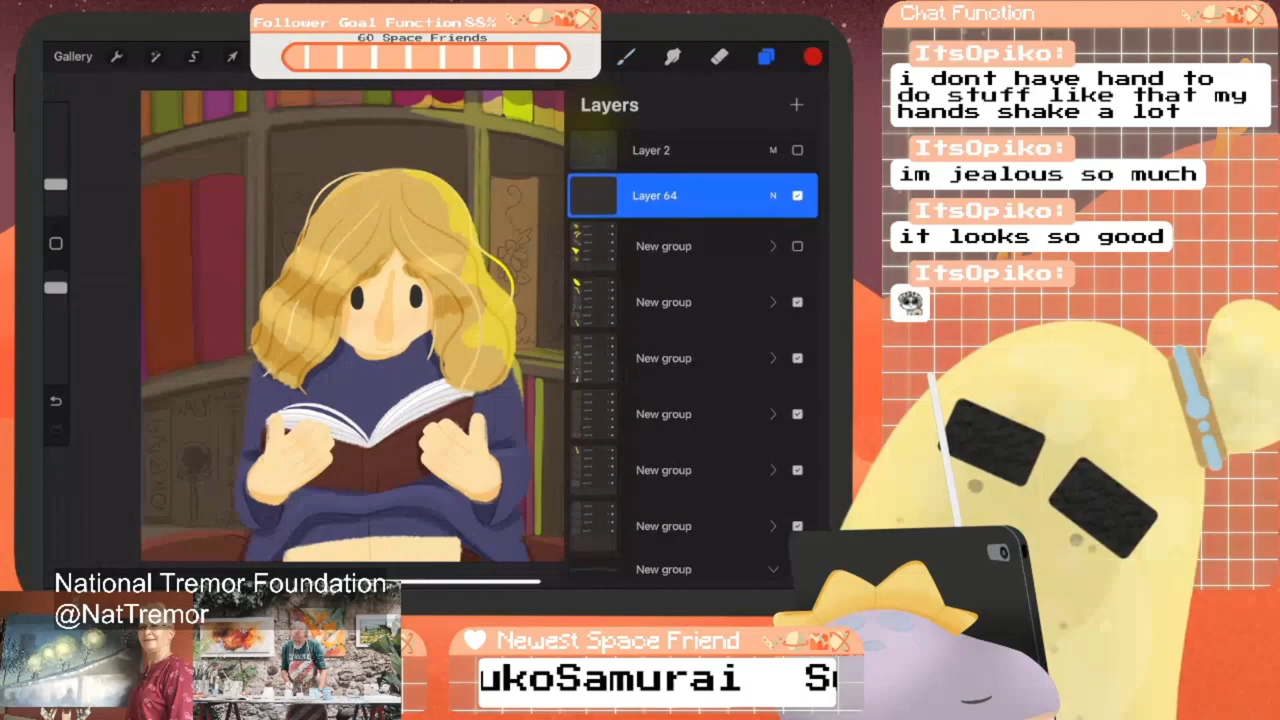 Follower Goal Function 88%
60 Space Friends
Gallery
Layers
Layer 2
M
Layer 64
N
New group
New group
New group
New group
New group
New group
New group
Chat Function
ItsOpiko:
i dont have hand to
do stuff like that my
hands shake a lot
ItsOpiko:
im jealous so much
ItsOpiko:
it looks so good
ItsOpiko:
National Tremor Foundation
@NatTremor
Newest Space Friend
ukoSamurai